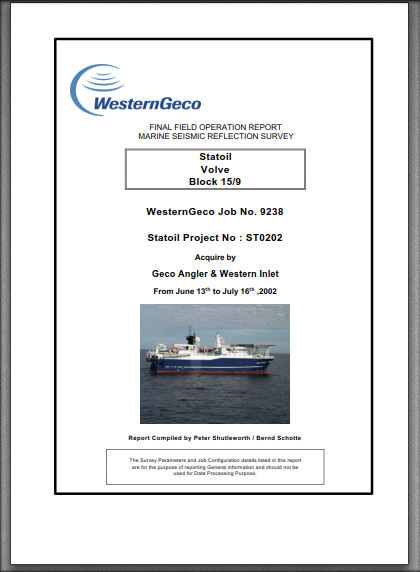 WesternGeco
FINAL FIELD OPERATION REPORT
MARINE SEISMIC REFLECTION SURVEY
Statoil
Volve
Block 15/9
WesternGeco Job No. 9238
Statoil Project No : ST0202
Acquire by
Geco Angler & Western Inlet
From June 13th to July 16th ,2002
Report Compiled by Peter Shutleworth / Bernd Schotte
The Survey Parameters and Job Configuration details listed in this report
are for the purpose of reporting General information and should not be
used for Data Processing Purpose.